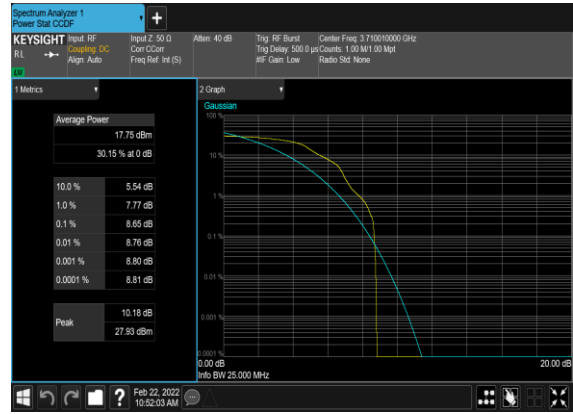 Spectrum Analyzer 1
Power Stat CCDF
KEYSIGHT
RL
Input: RF
Coupling: DC
Align: Auto
Input Z: 50 Ω
Corr CCorr
Freq Ref: Int (S)
Atten: 40 dB
Trig: RF Burst
Trig Delay: 500.0 µs
#IF Gain: Low
Center Freq: 3.710010000 GHz
Counts: 1.00 M/1.00 Mpt
Radio Std: None
1 Metrics
Average Power
17.75 dBm
30.15 % at 0 dB
10.0 % 5.54 dB
1.0 % 7.77 dB
0.1 % 8.65 dB
0.01 % 8.76 dB
0.001 % 8.80 dB
0.0001 % 8.81 dB
Peak
10.18 dB
27.93 dBm
2 Graph
Gaussian
100 %
10 %
1 %
0.1 %
0.01 %
0.001 %
0.0001 %
0.00 dB
20.00 dB
Info BW 25.000 MHz
?
Feb 22, 2022
10:52:03 AM